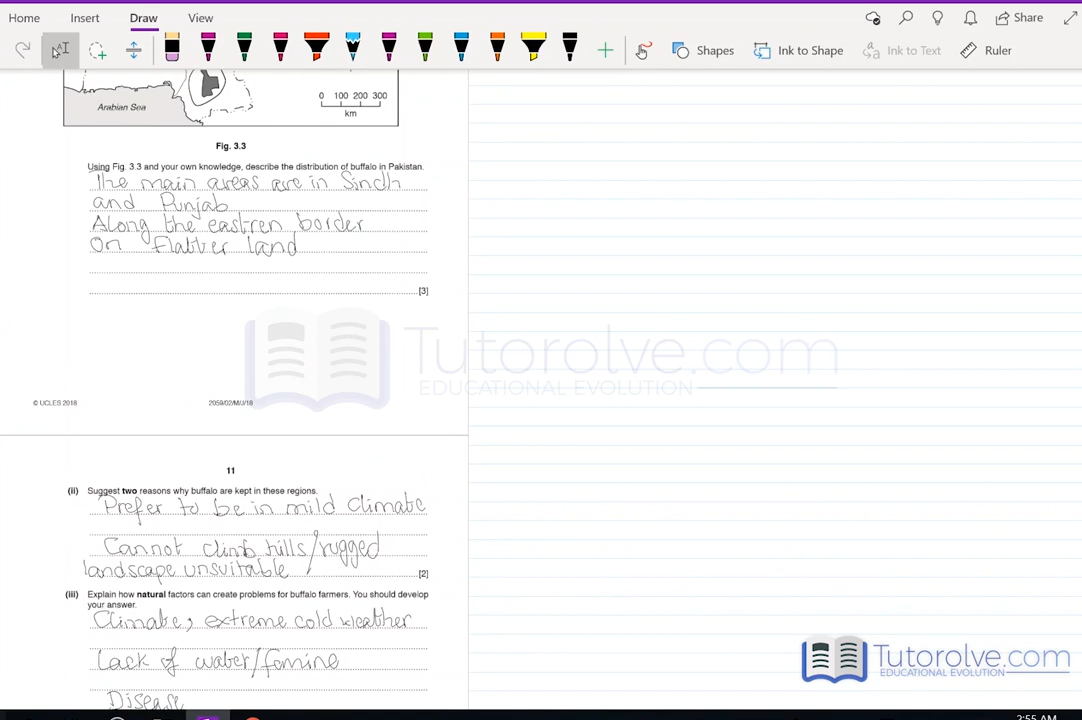 Home Insert Draw View Share
Shapes Ink to Shape Ink to Text Ruler
Arabian Sea
0 100 200 300
km
Fig. 3.3
Using Fig. 3.3 and your own knowledge, describe the distribution of buffalo in Pakistan.
The main areas are in Sindh
and Punjab
Along the eastren border
On flatter land
[3]
Tutorolve.com
EDUCATIONAL EVOLUTION
© UCLES 2018 2059/02/M/J/18
11
(ii) Suggest two reasons why buffalo are kept in these regions.
Prefer to be in mild climate
Cannot climb hills/rugged
landscape unsuitable
[2]
(iii) Explain how natural factors can create problems for buffalo farmers. You should develop
your answer.
Climate, extreme cold weather
Lack of water/famine
Disease
Tutorolve.com
EDUCATIONAL EVOLUTION
2:55 AM